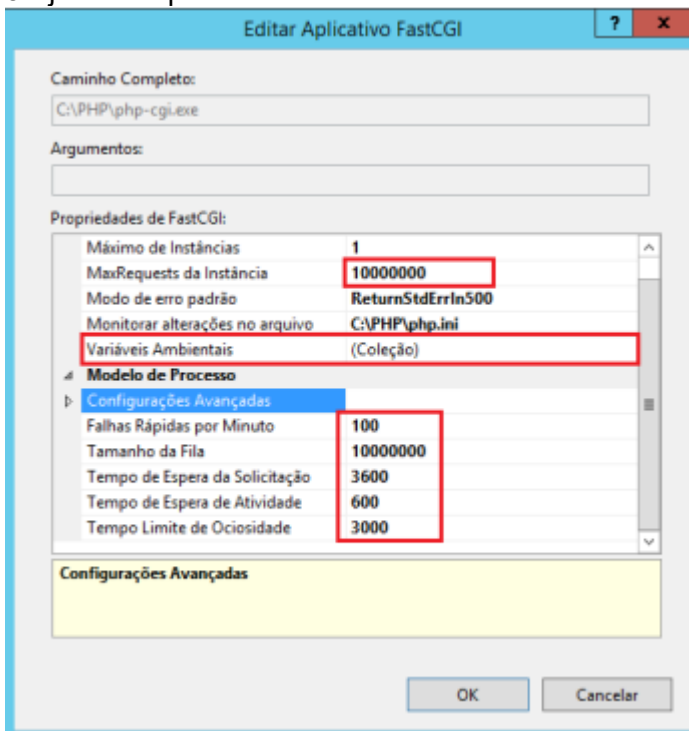 Editar Aplicativo FastCGI ? x
Caminho Completo:
C:\PHP\php-cgi.exe
Argumentos:
Propriedades de FastCGI:
Máximo de Instâncias 1
MaxRequests da Instância 10000000
Modo de erro padrão ReturnStdErrIn500
Monitorar alterações no arquivo C:\PHP\php.ini
Variáveis Ambientais (Coleção)
Modelo de Processo
Configurações Avançadas
Falhas Rápidas por Minuto 100
Tamanho da Fila 10000000
Tempo de Espera da Solicitação 3600
Tempo de Espera de Atividade 600
Tempo Limite de Ociosidade 3000
Configurações Avançadas
OK Cancelar